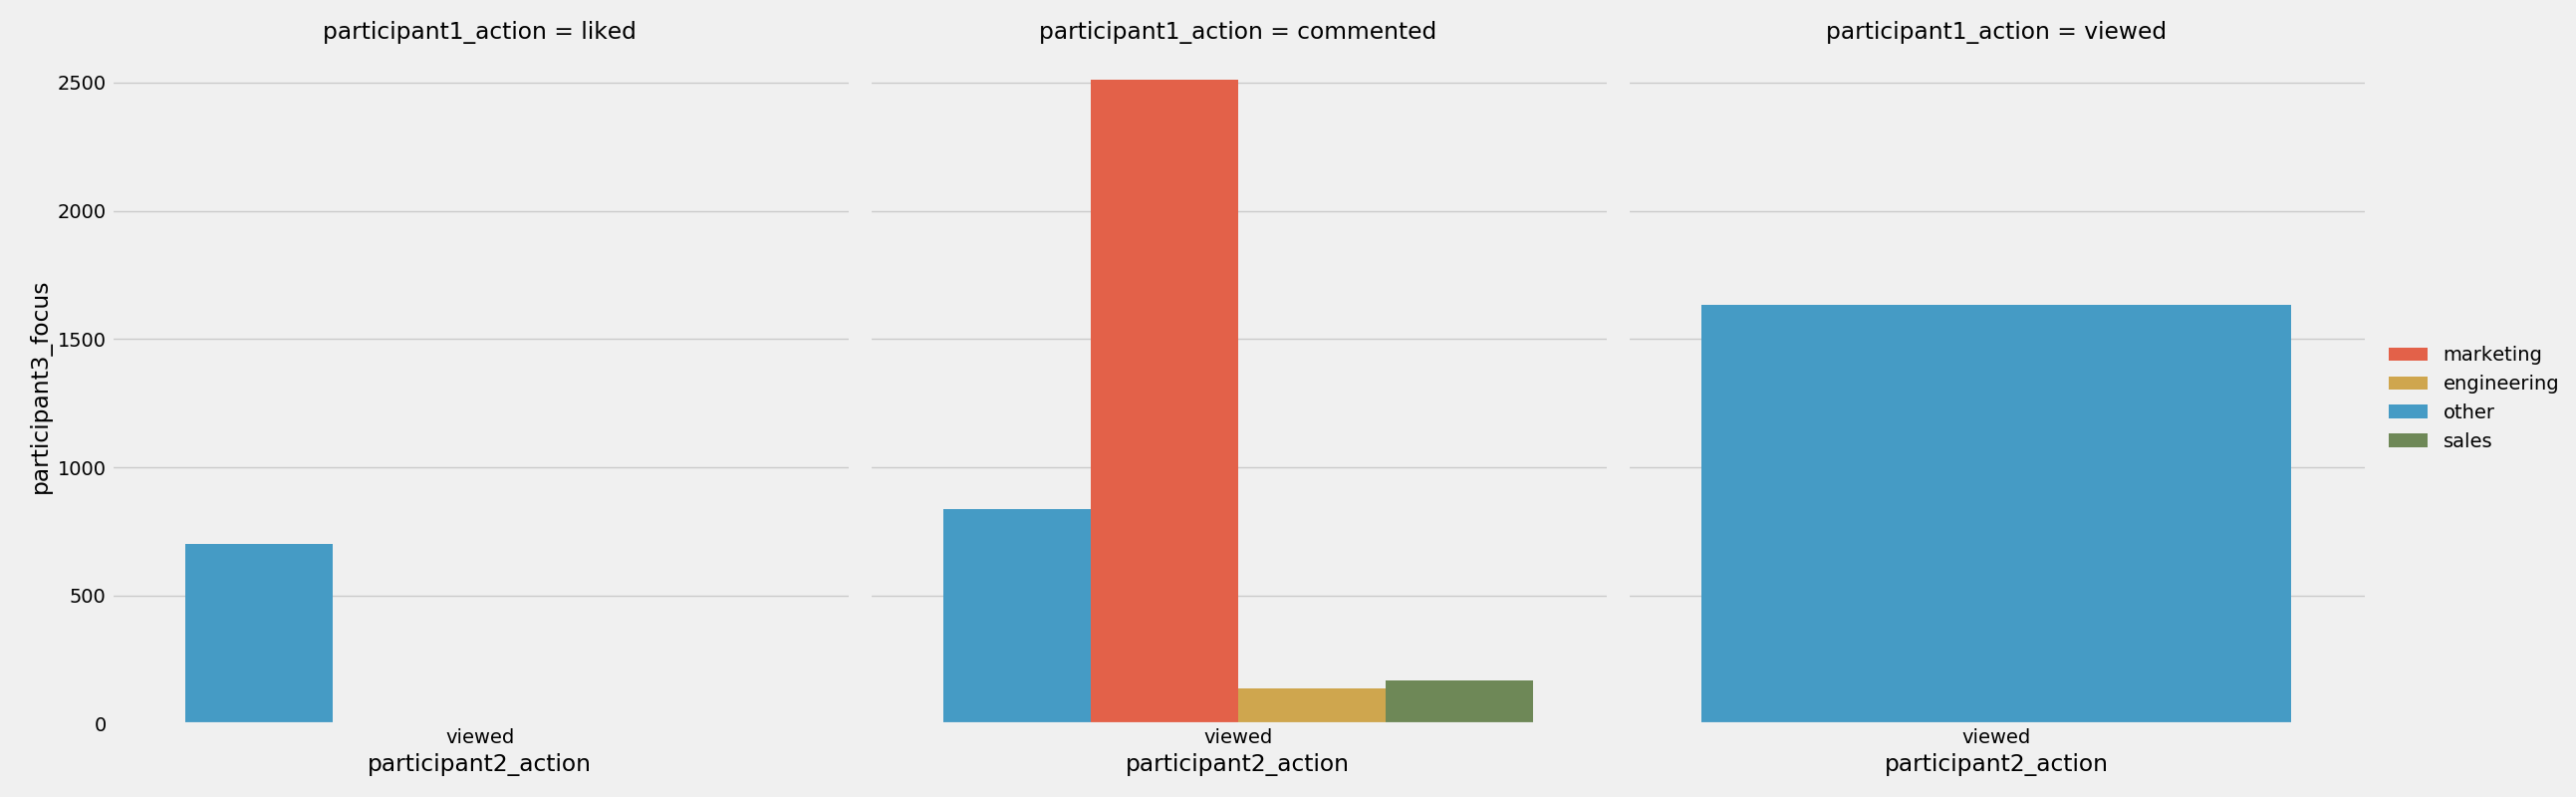 participant1_action = liked
participant1_action = commented
participant1_action = viewed
participant3_focus
2500
2000
1500
1000
500
0
viewed
viewed
viewed
participant2_action
participant2_action
participant2_action
marketing
engineering
other
sales